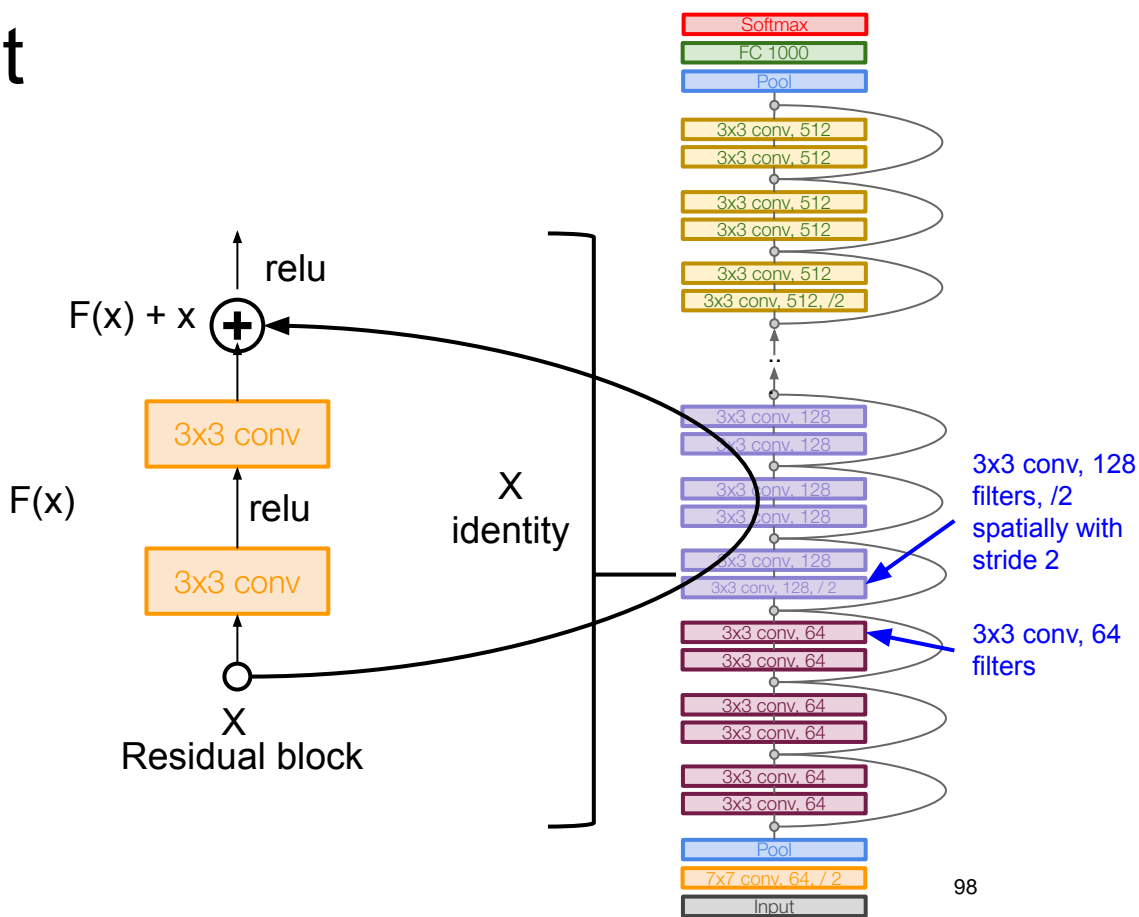 t
relu
F(x) + x
3x3 conv
F(x)
relu
3x3 conv
X
Residual block
X
identity
Softmax
FC 1000
Pool
3x3 conv, 512
3x3 conv, 512
3x3 conv, 512
3x3 conv, 512
3x3 conv, 512
3x3 conv, 512, /2
..
.
3x3 conv, 128
3x3 conv, 128
3x3 conv, 128
3x3 conv, 128
3x3 conv, 128
3x3 conv, 128, / 2
3x3 conv, 64
3x3 conv, 64
3x3 conv, 64
3x3 conv, 64
3x3 conv, 64
3x3 conv, 64
Pool
7x7 conv, 64, / 2
Input
3x3 conv, 128
filters, /2
spatially with
stride 2
3x3 conv, 64
filters
98